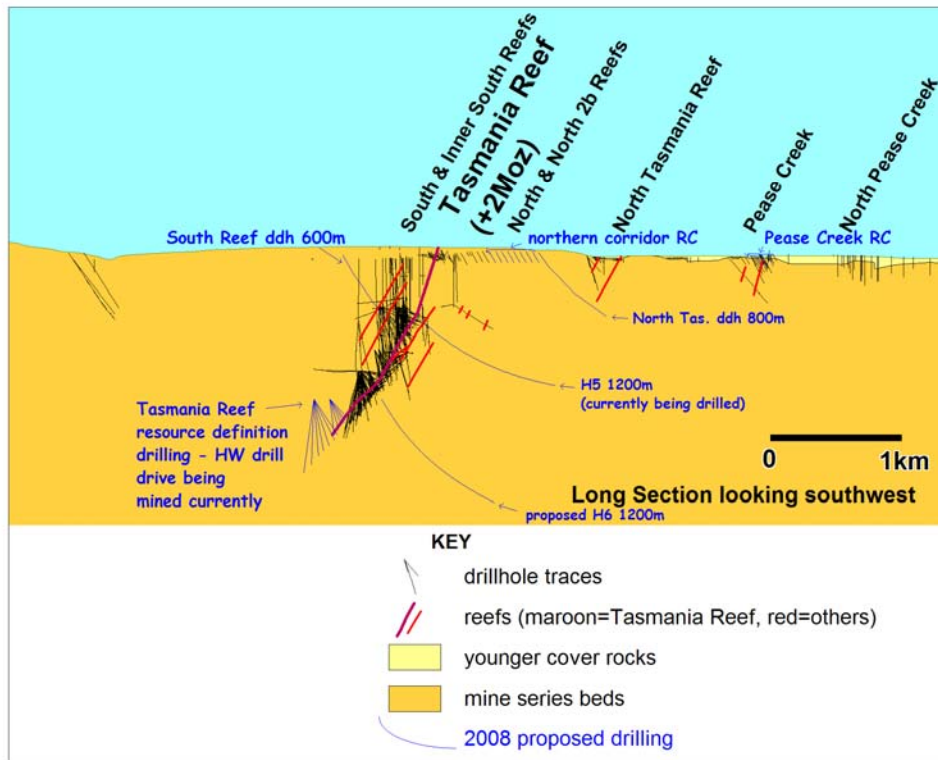 South & Inner South Reefs
Tasmania Reef
(+2Moz)
North & North 2b Reefs
North Tasmania Reef
Pease Creek
North Pease Creek
South Reef ddh 600m
northern corridor RC
Pease Creek RC
North Tas. ddh 800m
H5 1200m
(currently being drilled)
Tasmania Reef
resource definition
drilling - HW drill
drive being
mined currently
0 1km
Long Section looking southwest
proposed H6 1200m
KEY
drillhole traces
reefs (maroon=Tasmania Reef, red=others)
younger cover rocks
mine series beds
2008 proposed drilling